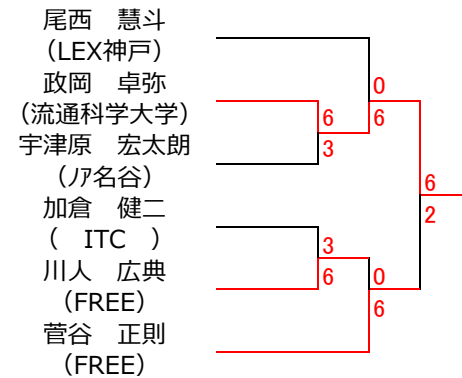 尾西　慧斗
（LEX神戸）
政岡　卓弥
（流通科学大学）
宇津原　宏太朗
（ﾉｱ名谷）
加倉　健二
（　ITC　）
川人　広典
（FREE）
菅谷　正則
（FREE）
0
6
6
3
6
2
3
6
0
6